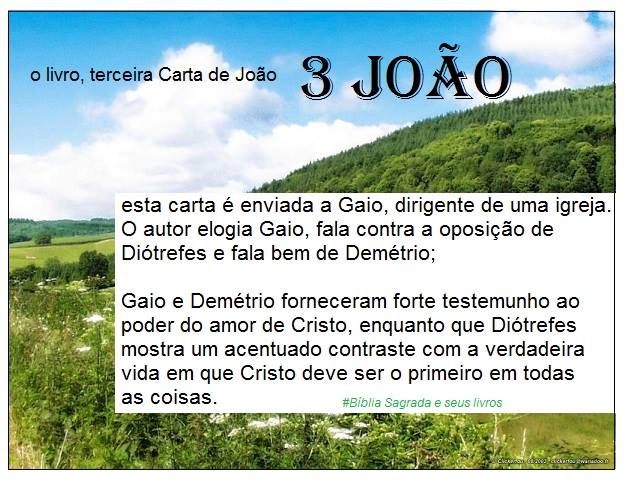 o livro, terceira Carta de João
3 JOÃO
esta carta é enviada a Gaio, dirigente de uma igreja.
O autor elogia Gaio, fala contra a oposição de
Diótrefes e fala bem de Demétrio;
Gaio e Demétrio forneceram forte testemunho ao
poder do amor de Cristo, enquanto que Diótrefes
mostra um acentuado contraste com a verdadeira
vida em que Cristo deve ser o primeiro em todas
as coisas.
#Bíblia Sagrada e seus livros